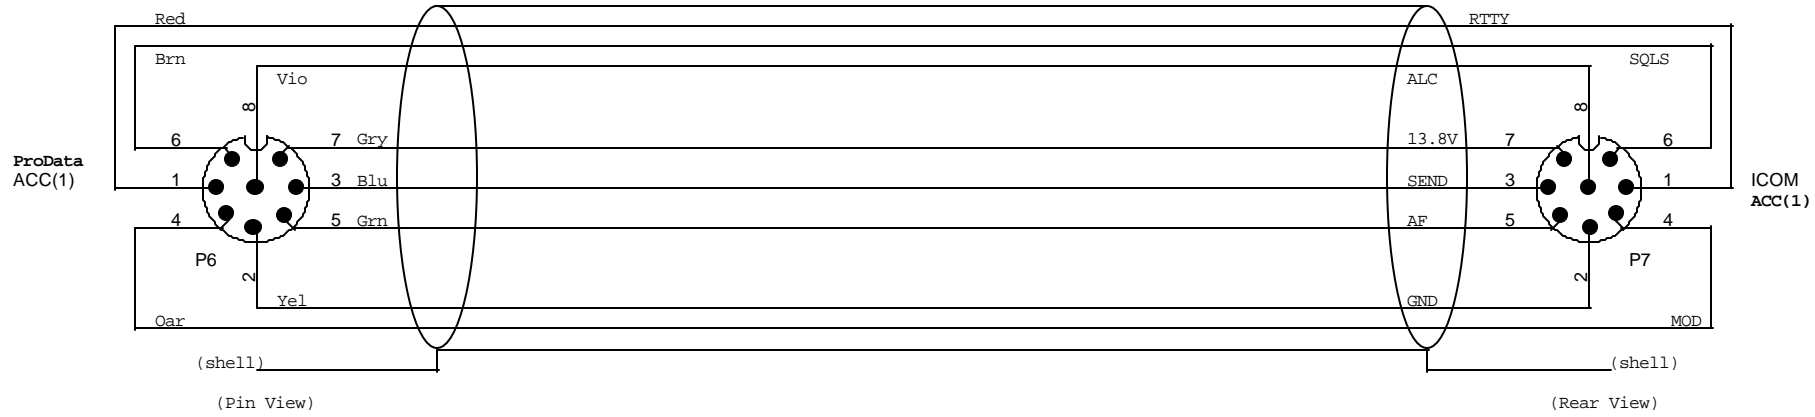 Red RTTY
Brn SQLS
Vio ALC
8 8
6 7 Gry 13.8V 7 6
ProData
ACC(1)
1 3 Blu SEND 3 1
ICOM
ACC(1)
4 5 Grn AF 5 4
P6 P7
2 2
Yel GND
Oar MOD
(shell) (shell)
(Pin View) (Rear View)